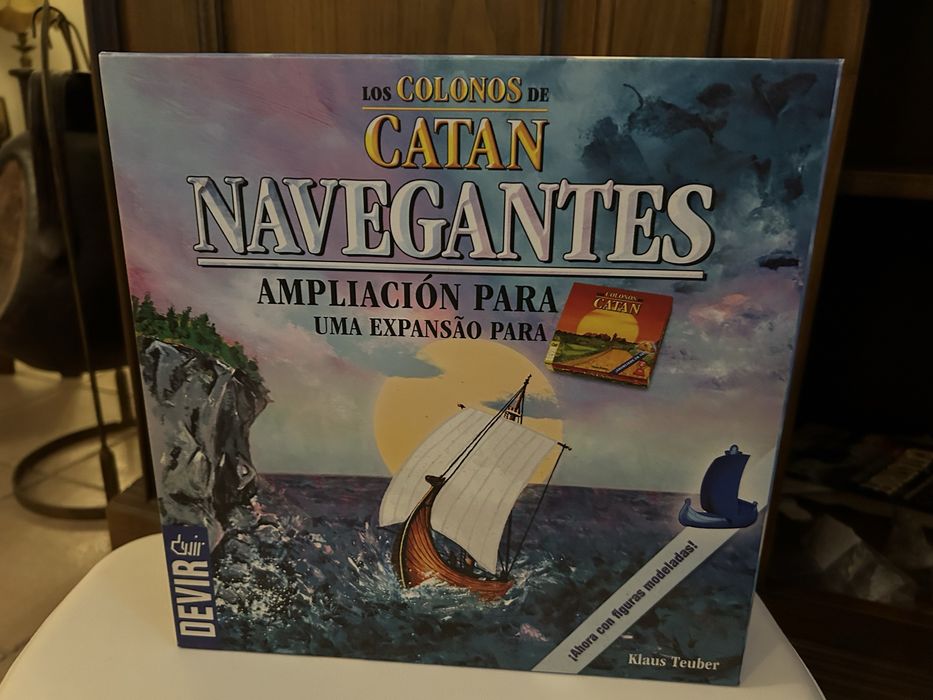 LOS COLONOS DE
CATAN
NAVEGANTES
AMPLIACIÓN PARA
UMA EXPANSÃO PARA
COLONOS
CATAN
¡Ahora con figuras modeladas!
DEVIR
Klaus Teuber